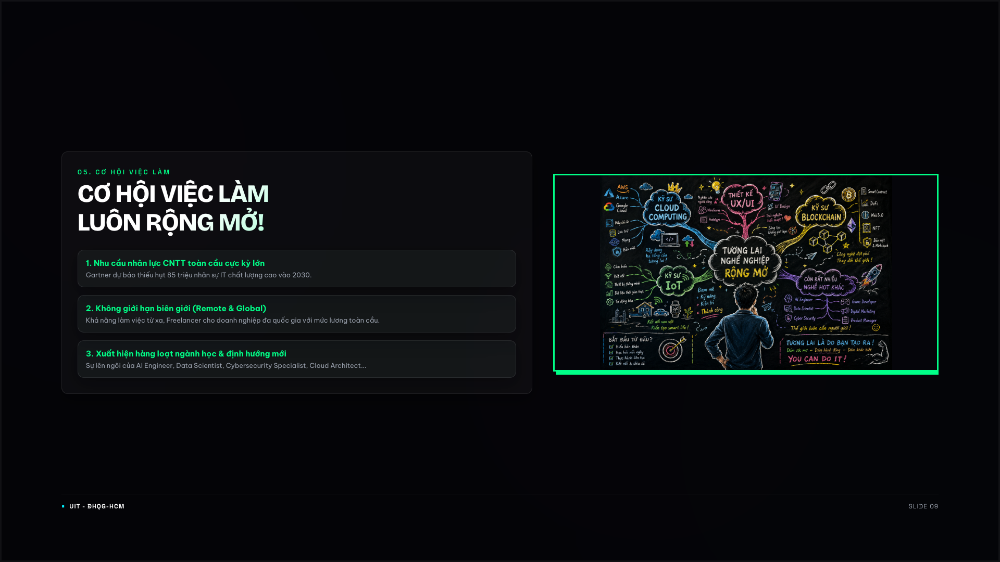 05. CƠ HỘI VIỆC LÀM
CƠ HỘI VIỆC LÀM
LUÔN RỘNG MỞ!
1. Nhu cầu nhân lực CNTT toàn cầu cực kỳ lớn
Gartner dự báo thiếu hụt 85 triệu nhân sự IT chất lượng cao vào 2030.
2. Không giới hạn biên giới (Remote & Global)
Khả năng làm việc từ xa, Freelancer cho doanh nghiệp đa quốc gia với mức lương toàn cầu.
3. Xuất hiện hàng loạt ngành học & định hướng mới
Sự lên ngôi của AI Engineer, Data Scientist, Cybersecurity Specialist, Cloud Architect...
AWS
Azure
Google
Cloud
Máy chủ ảo
Lưu trữ
Mạng
Bảo mật
KỸ SƯ
CLOUD
COMPUTING
Xây dựng
hạ tầng của
tương lai !
THIẾT KẾ
UX/UI
Nghiên cứu
người dùng
Wireframe
Prototype
UI Design
Trải nghiệm
tuổi mượt !
Sáng tạo
không giới hạn
KỸ SƯ
BLOCKCHAIN
Smart Contract
DeFi
Web3.0
NFT
Bảo mật
& Minh bạch
Công nghệ đột phá
Thay đổi thế giới !
TƯƠNG LAI
NGHỀ NGHIỆP
RỘNG MỞ
Cảm biến
Kết nối
Thiết bị thông minh
Dữ liệu thời gian thực
Tự động hóa
KỸ SƯ
IoT
Kết nối vạn vật
Kiến tạo smart life !
Đam mê
+ Kỹ năng
+ Kiên trì
= Thành công
CÒN RẤT NHIỀU
NGHỀ HOT KHÁC
AI Engineer
Data Scientist
Cyber Security
Game Developer
Digital Marketing
Product Manager
Thế giới luôn cần người giỏi !
BẮT ĐẦU TỪ ĐÂU?
Hiểu bản thân
Học hỏi mỗi ngày
Thực hành liên tục
Kết nối & chia sẻ
TƯƠNG LAI LÀ DO BẠN TẠO RA !
Dám ước mơ – Dám hành động – Dám khác biệt
YOU CAN DO IT !
UIT - ĐHQG-HCM
SLIDE 09